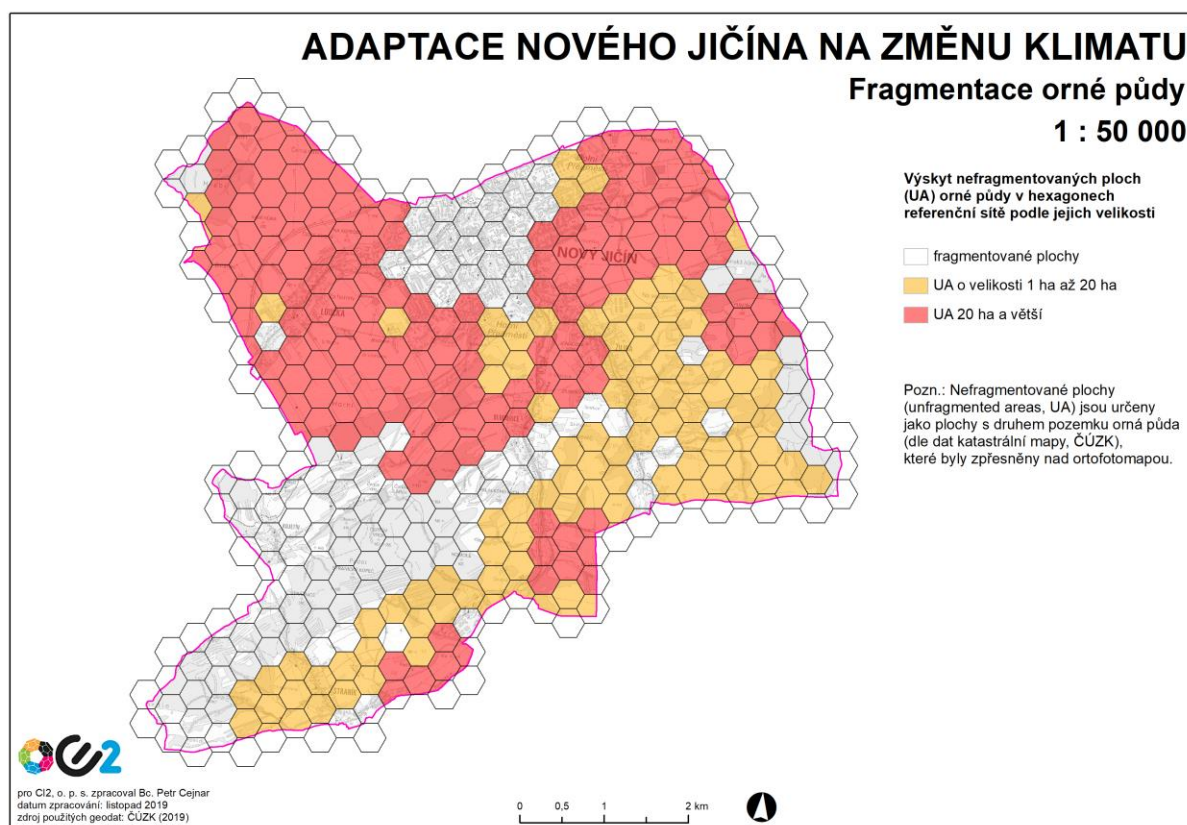 ADAPTACE NOVÉHO JIČÍNA NA ZMĚNU KLIMATU
Fragmentace orné půdy
1 : 50 000
Výskyt nefragmentovaných ploch
(UA) orné půdy v hexagonech
referenční sítě podle jejich velikosti
fragmentované plochy
UA o velikosti 1 ha až 20 ha
UA 20 ha a větší
Pozn.: Nefragmentované plochy
(unfragmented areas, UA) jsou určeny
jako plochy s druhem pozemku orná půda
(dle dat katastrální mapy, ČÚZK),
které byly zpřesněny nad ortofotomapou.
NOVÝ JIČÍN
CI2
pro CI2, o. p. s. zpracoval Bc. Petr Cejnar
datum zpracování: listopad 2019
zdroj použitých geodat: ČÚZK (2019)
0 0,5 1 2 km